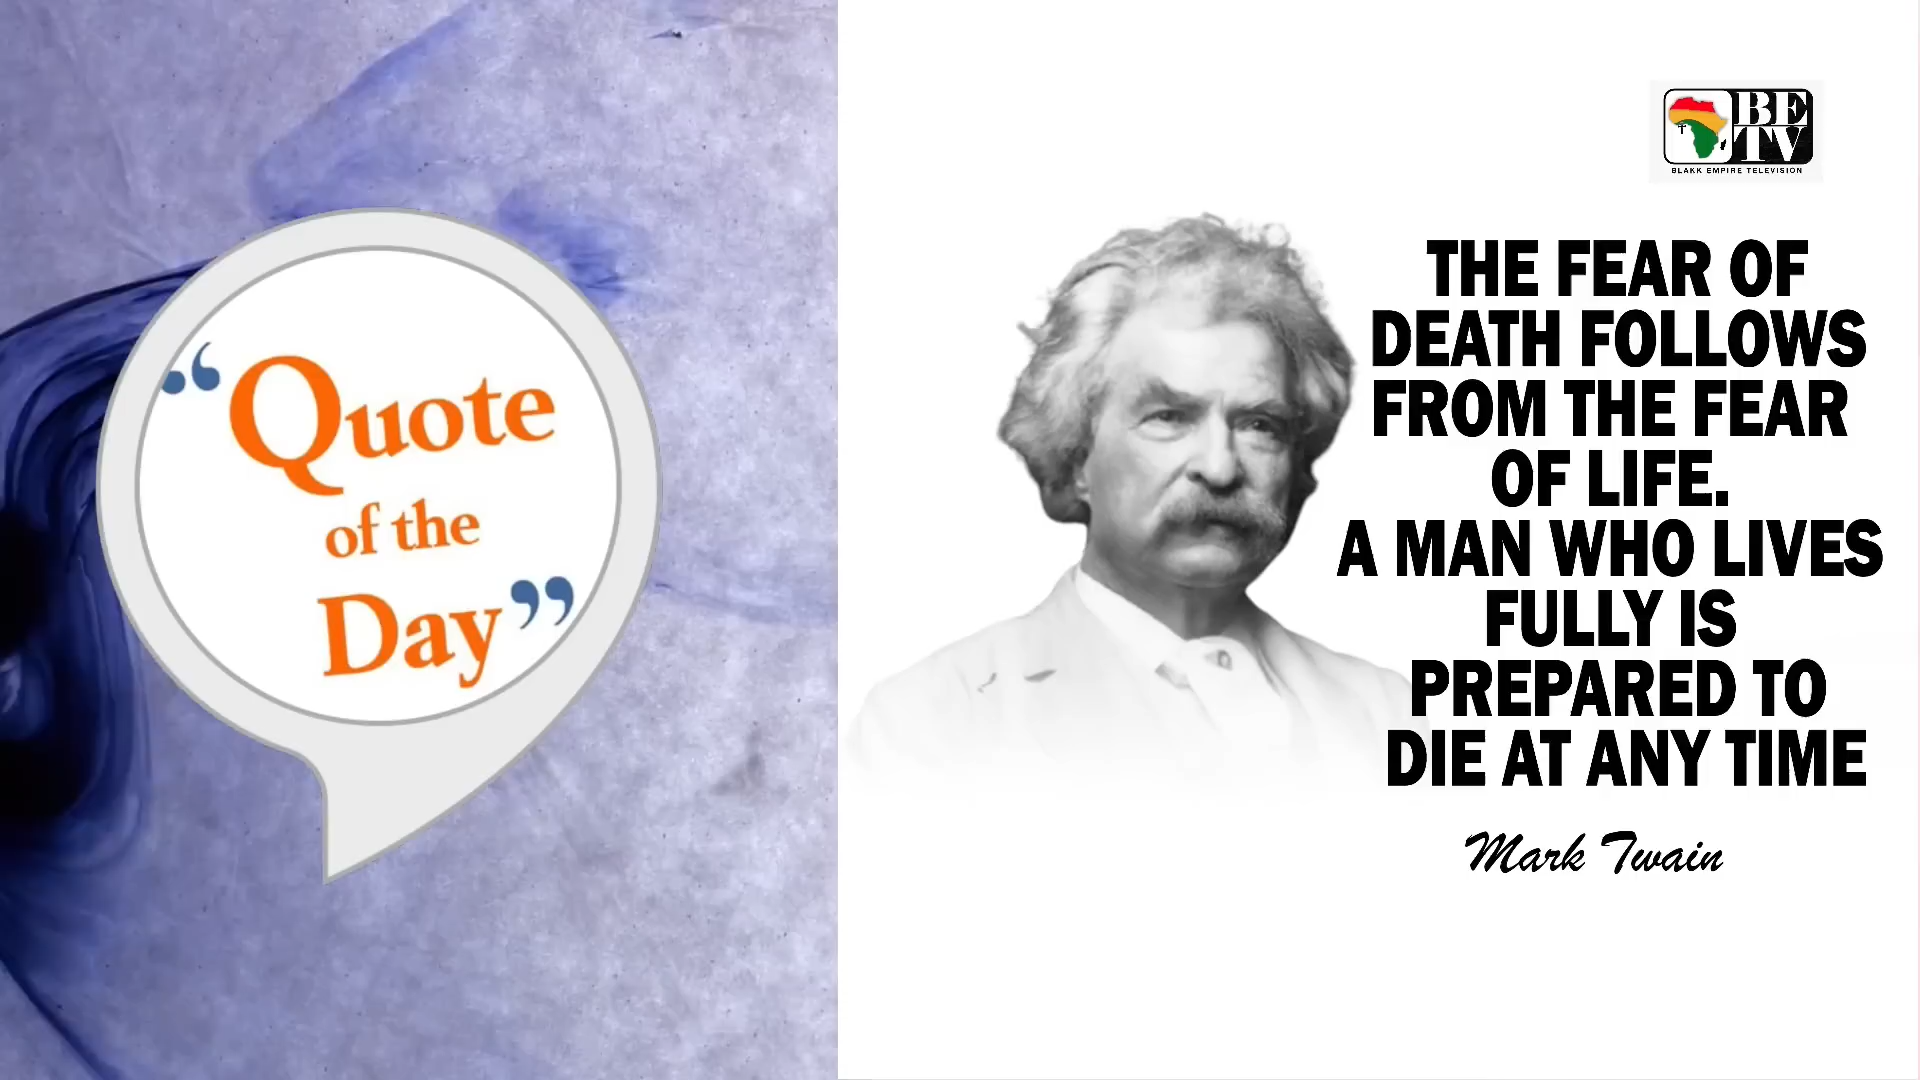 “Quote
of the
Day”
BE
TV
BLAKK EMPIRE TELEVISION
THE FEAR OF
DEATH FOLLOWS
FROM THE FEAR
OF LIFE.
A MAN WHO LIVES
FULLY IS
PREPARED TO
DIE AT ANY TIME
Mark Twain